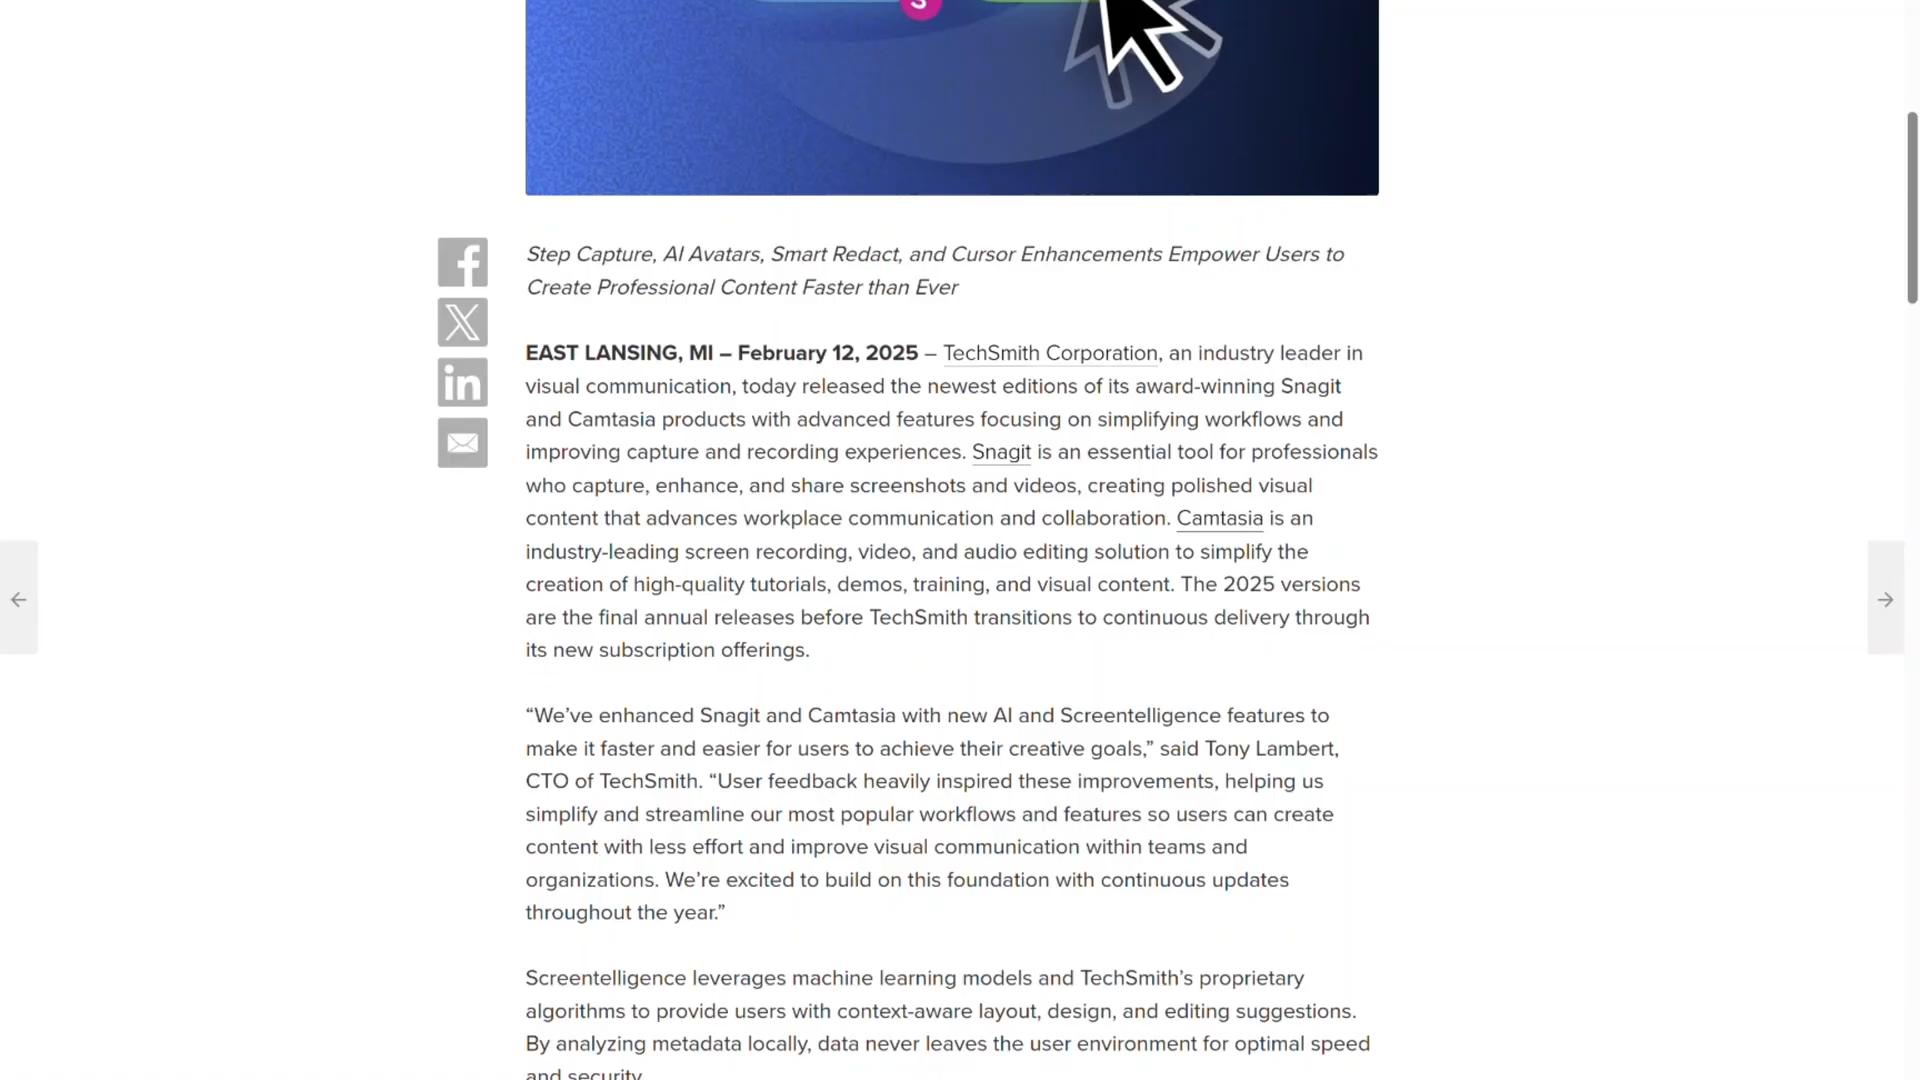 Step Capture, AI Avatars, Smart Redact, and Cursor Enhancements Empower Users to
Create Professional Content Faster than Ever
EAST LANSING, MI – February 12, 2025 – TechSmith Corporation, an industry leader in
visual communication, today released the newest editions of its award-winning Snagit
and Camtasia products with advanced features focusing on simplifying workflows and
improving capture and recording experiences. Snagit is an essential tool for professionals
who capture, enhance, and share screenshots and videos, creating polished visual
content that advances workplace communication and collaboration. Camtasia is an
industry-leading screen recording, video, and audio editing solution to simplify the
creation of high-quality tutorials, demos, training, and visual content. The 2025 versions
are the final annual releases before TechSmith transitions to continuous delivery through
its new subscription offerings.
“We’ve enhanced Snagit and Camtasia with new AI and Screentelligence features to
make it faster and easier for users to achieve their creative goals,” said Tony Lambert,
CTO of TechSmith. “User feedback heavily inspired these improvements, helping us
simplify and streamline our most popular workflows and features so users can create
content with less effort and improve visual communication within teams and
organizations. We’re excited to build on this foundation with continuous updates
throughout the year.”
Screentelligence leverages machine learning models and TechSmith’s proprietary
algorithms to provide users with context-aware layout, design, and editing suggestions.
By analyzing metadata locally, data never leaves the user environment for optimal speed
and security.